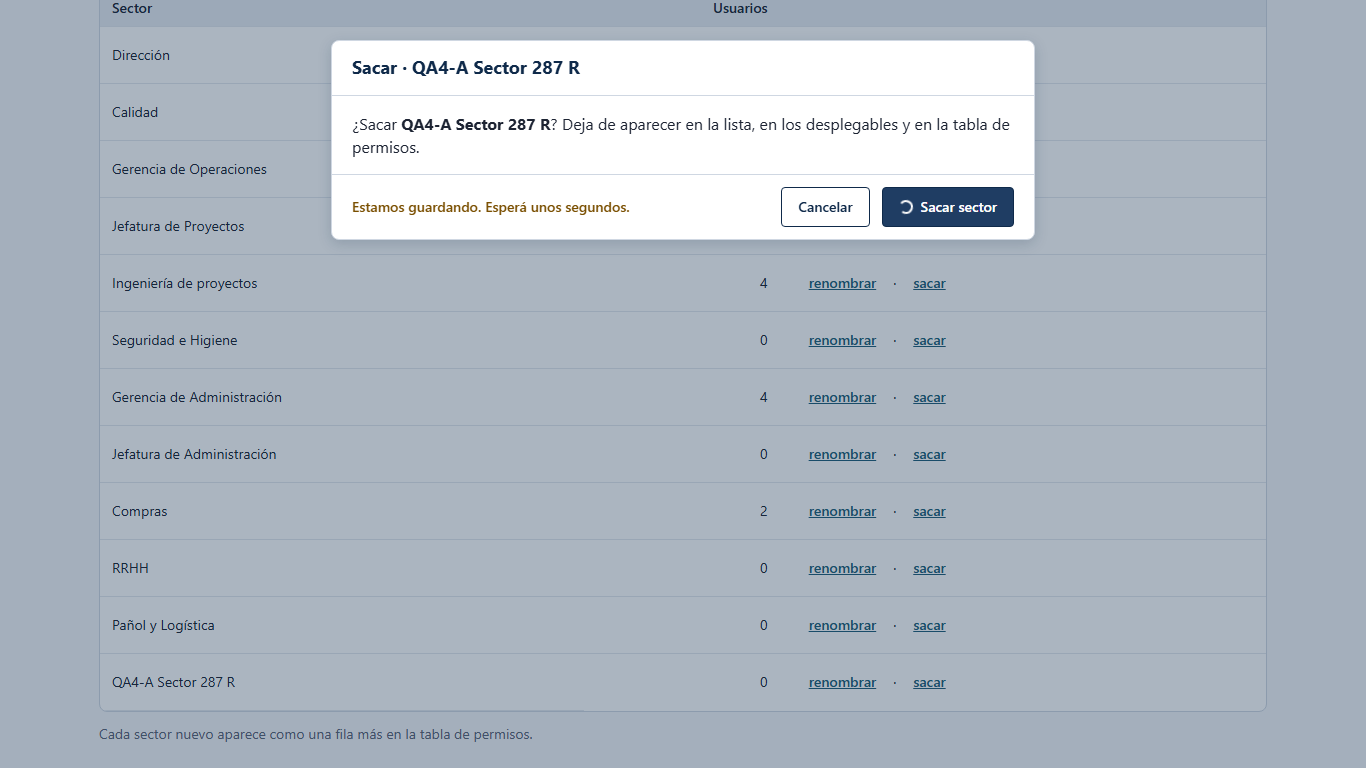 Sector Usuarios
Dirección
Calidad
Gerencia de Operaciones
Jefatura de Proyectos
Sacar · QA4-A Sector 287 R
¿Sacar QA4-A Sector 287 R? Deja de aparecer en la lista, en los desplegables y en la tabla de
permisos.
Estamos guardando. Esperá unos segundos. Cancelar Sacar sector
Ingeniería de proyectos 4 renombrar · sacar
Seguridad e Higiene 0 renombrar · sacar
Gerencia de Administración 4 renombrar · sacar
Jefatura de Administración 0 renombrar · sacar
Compras 2 renombrar · sacar
RRHH 0 renombrar · sacar
Pañol y Logística 0 renombrar · sacar
QA4-A Sector 287 R 0 renombrar · sacar
Cada sector nuevo aparece como una fila más en la tabla de permisos.